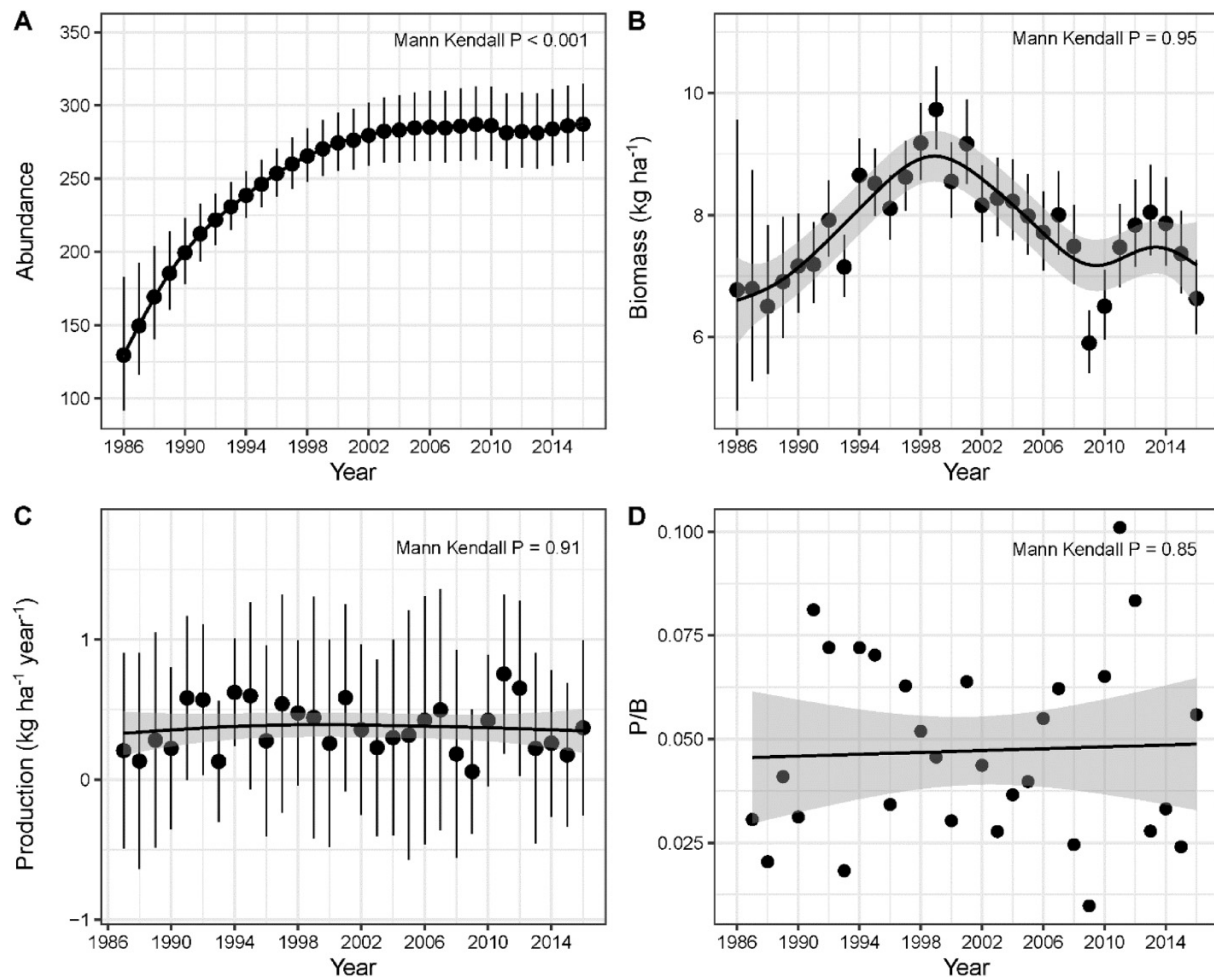 A
Mann Kendall P < 0.001
350
300
250
200
150
100
Abundance
1986 1990 1994 1998 2002 2006 2010 2014
Year
B
Mann Kendall P = 0.95
10
8
6
Biomass (kg ha⁻¹)
1986 1990 1994 1998 2002 2006 2010 2014
Year
C
Mann Kendall P = 0.91
1
0
−1
Production (kg ha⁻¹ year⁻¹)
1986 1990 1994 1998 2002 2006 2010 2014
Year
D
Mann Kendall P = 0.85
0.100
0.075
0.050
0.025
P/B
1986 1990 1994 1998 2002 2006 2010 2014
Year